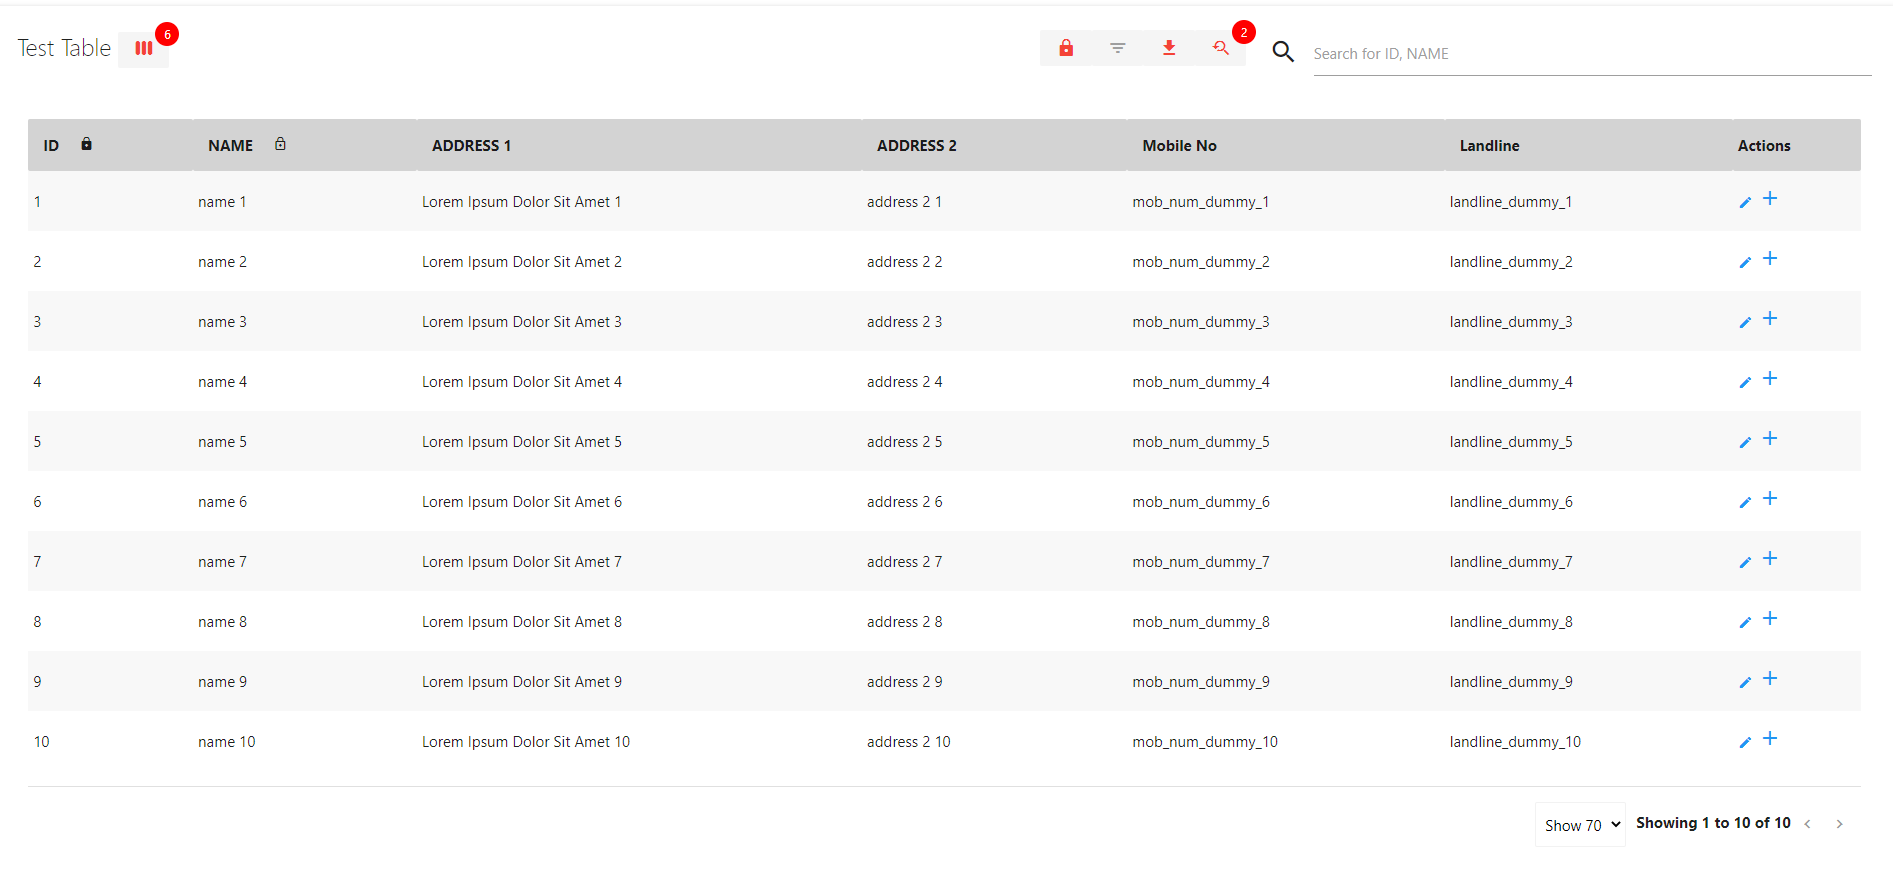 Test Table 6 2 Search for ID, NAME
ID NAME ADDRESS 1 ADDRESS 2 Mobile No Landline Actions
1 name 1 Lorem Ipsum Dolor Sit Amet 1 address 2 1 mob_num_dummy_1 landline_dummy_1
2 name 2 Lorem Ipsum Dolor Sit Amet 2 address 2 2 mob_num_dummy_2 landline_dummy_2
3 name 3 Lorem Ipsum Dolor Sit Amet 3 address 2 3 mob_num_dummy_3 landline_dummy_3
4 name 4 Lorem Ipsum Dolor Sit Amet 4 address 2 4 mob_num_dummy_4 landline_dummy_4
5 name 5 Lorem Ipsum Dolor Sit Amet 5 address 2 5 mob_num_dummy_5 landline_dummy_5
6 name 6 Lorem Ipsum Dolor Sit Amet 6 address 2 6 mob_num_dummy_6 landline_dummy_6
7 name 7 Lorem Ipsum Dolor Sit Amet 7 address 2 7 mob_num_dummy_7 landline_dummy_7
8 name 8 Lorem Ipsum Dolor Sit Amet 8 address 2 8 mob_num_dummy_8 landline_dummy_8
9 name 9 Lorem Ipsum Dolor Sit Amet 9 address 2 9 mob_num_dummy_9 landline_dummy_9
10 name 10 Lorem Ipsum Dolor Sit Amet 10 address 2 10 mob_num_dummy_10 landline_dummy_10
Show 70 Showing 1 to 10 of 10